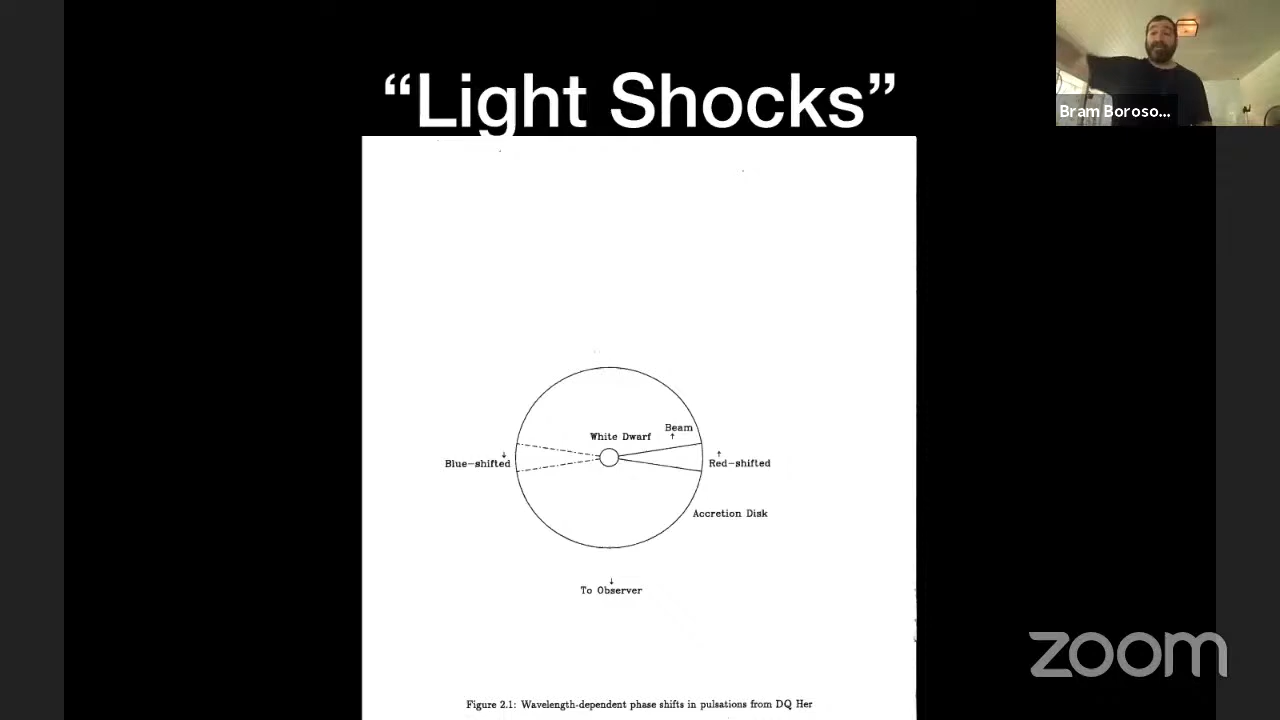 “Light Shocks”
Bram Boroso...
White Dwarf
Beam
Blue-shifted
Red-shifted
Accretion Disk
To Observer
zoom
Figure 2.1: Wavelength-dependent phase shifts in pulsations from DQ Her